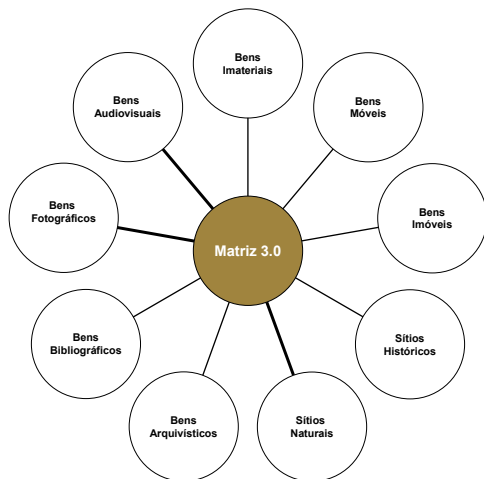 Bens
Imateriais
Bens
Móveis
Bens
Imóveis
Sítios
Históricos
Sítios
Naturais
Bens
Arquivísticos
Bens
Bibliográficos
Bens
Fotográficos
Bens
Audiovisuais
Matriz 3.0